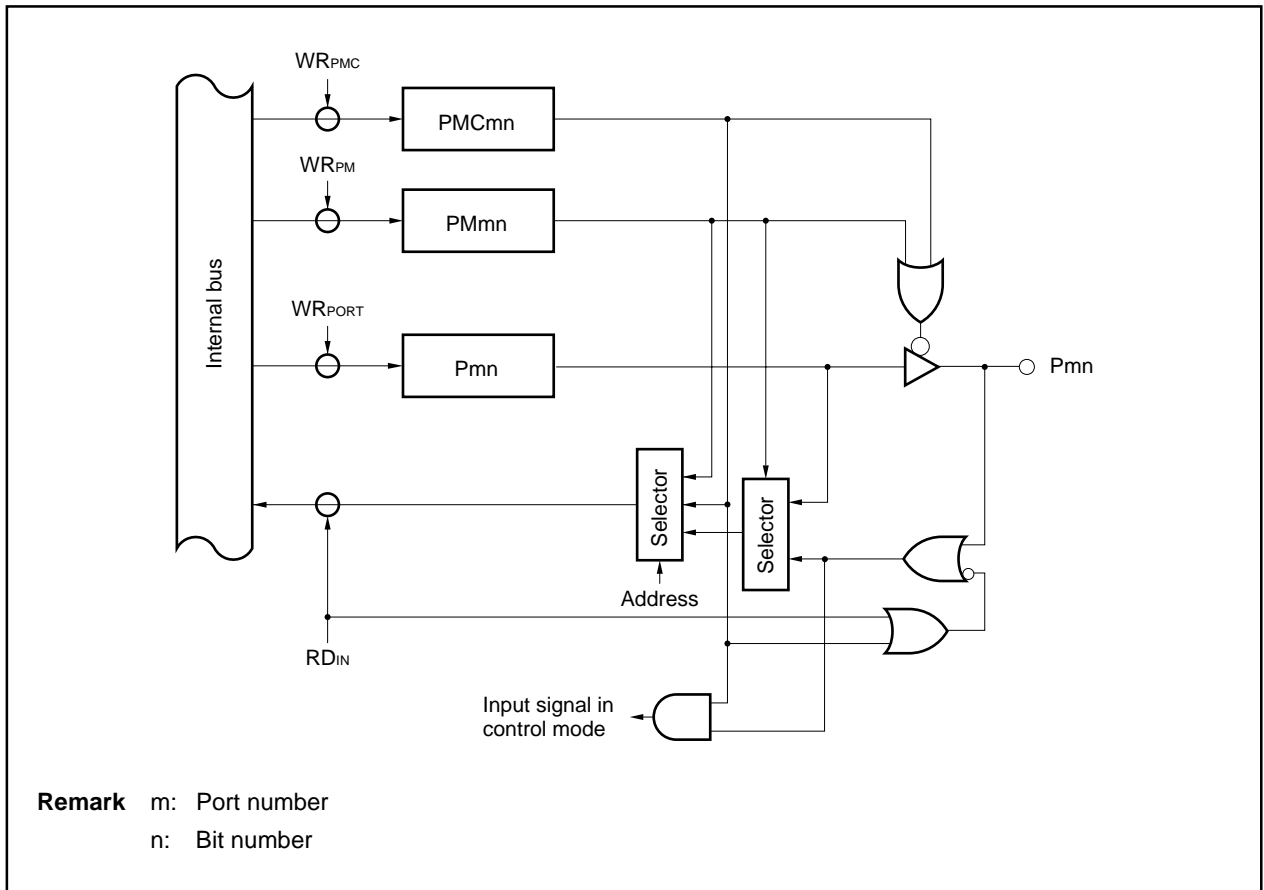 WRPMC
PMCmn
WRPM
PMmn
Internal bus
WRPORT
Pmn
Pmn
Selector
Selector
Address
RDIN
Input signal in
control mode
Remark m: Port number
n: Bit number